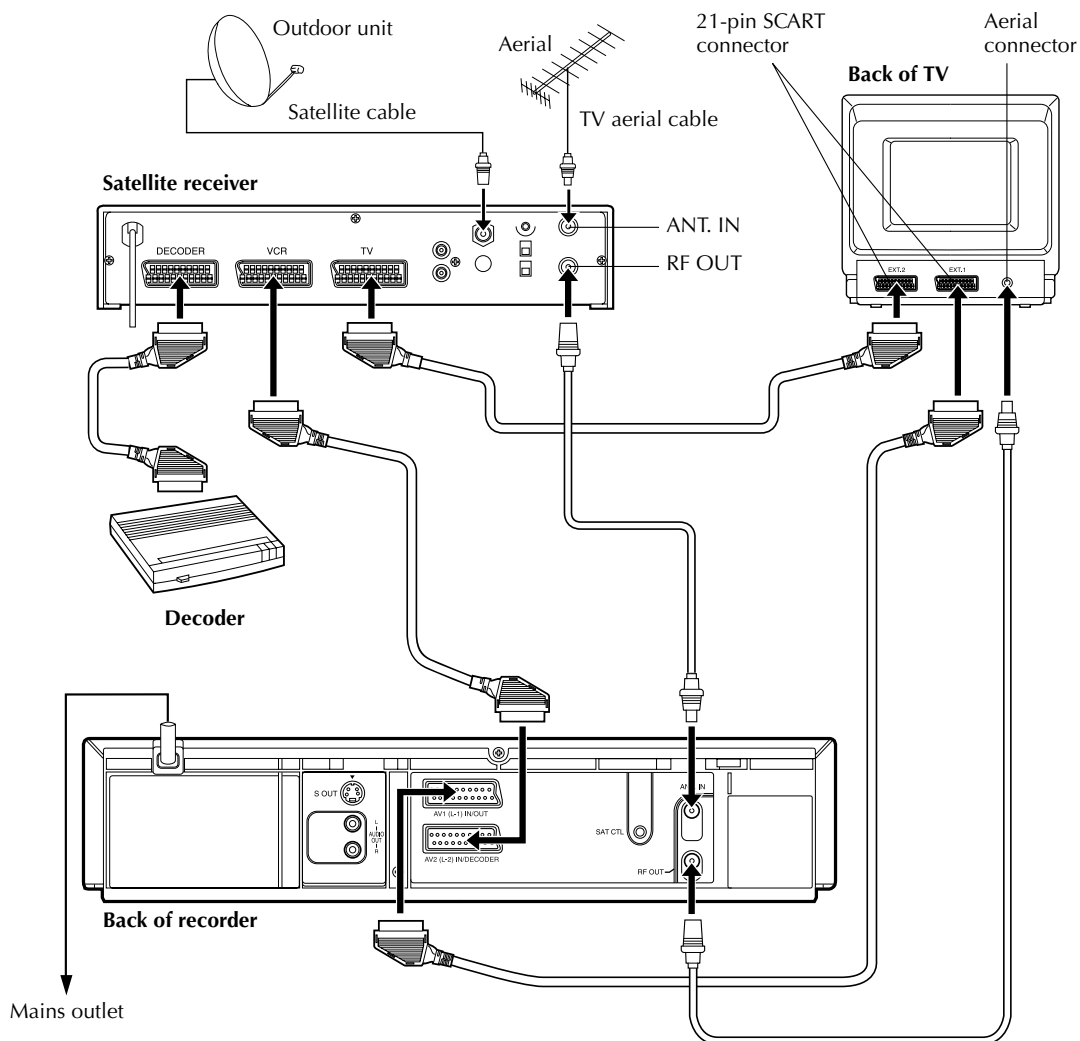 Outdoor unit
Aerial
21-pin SCART
connector
Aerial
connector
Back of TV
Satellite cable
TV aerial cable
Satellite receiver
ANT. IN
RF OUT
DECODER
VCR
TV
EXT.2
EXT.1
Decoder
S OUT
L
AUDIO
OUT
R
AV1 (L-1) IN/OUT
AV2 (L-2) IN/DECODER
SAT CTL
IN
RF OUT
Back of recorder
Mains outlet